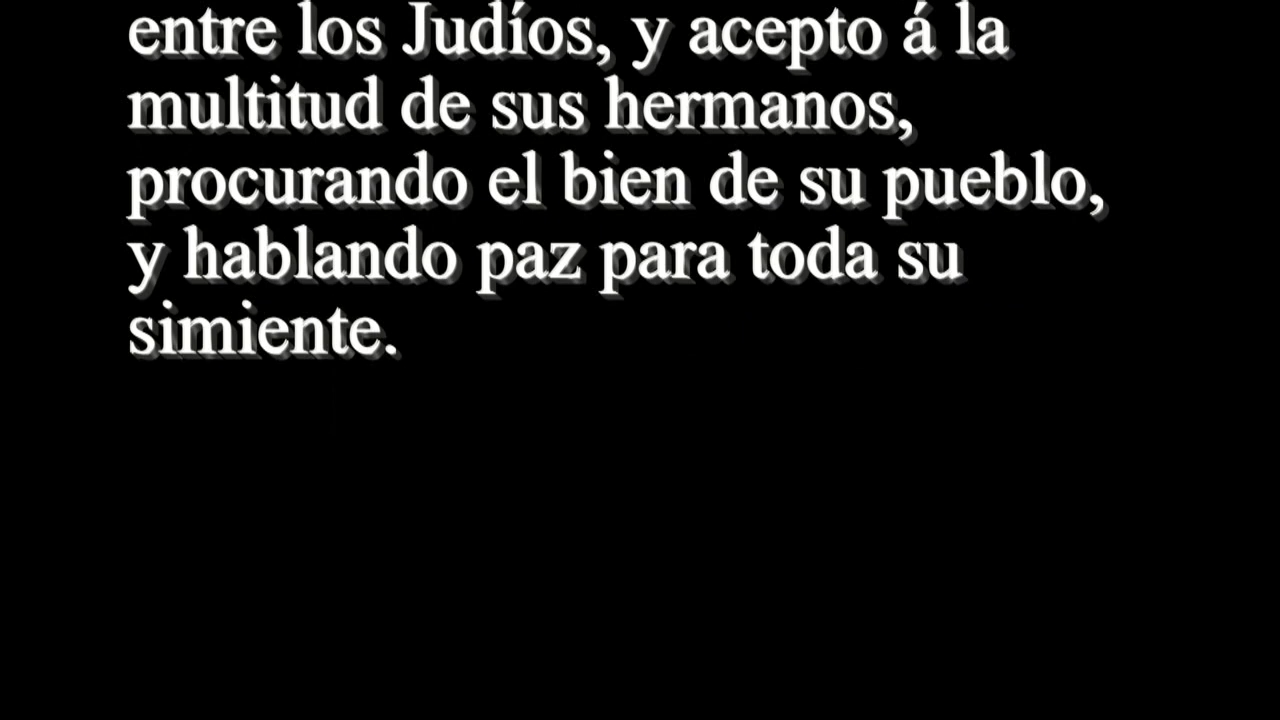 entre los Judíos, y acepto á la
multitud de sus hermanos,
procurando el bien de su pueblo,
y hablando paz para toda su
simiente.